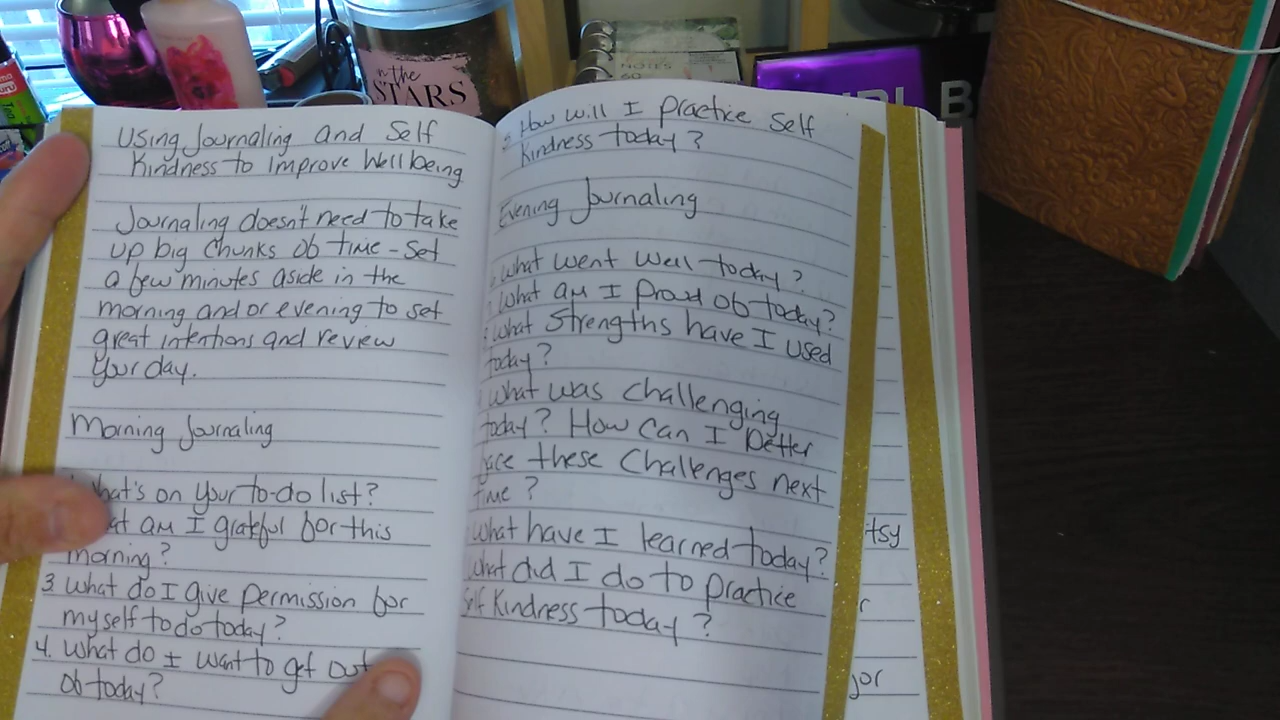 Using Journaling and Self
Kindness to Improve Well being
Journaling doesn't need to take
up big chunks of time - Set
a few minutes aside in the
morning and or evening to set
great intentions and review
Your day.
Morning Journaling
hat's on Your to-do list?
at am I grateful for this
morning?
3. What do I give permission for
myself to do today?
4. What do I want to get out
of today?
How will I Practice Self
Kindness today?
Evening Journaling
What went well today?
What am I Proud of today?
What Strengths have I used
today?
What was challenging
today? How can I better
face these challenges next
time?
What have I learned today?
What did I do to practice
self Kindness today?
in the
STARS
NOTES
60
B
itsy
r
jor